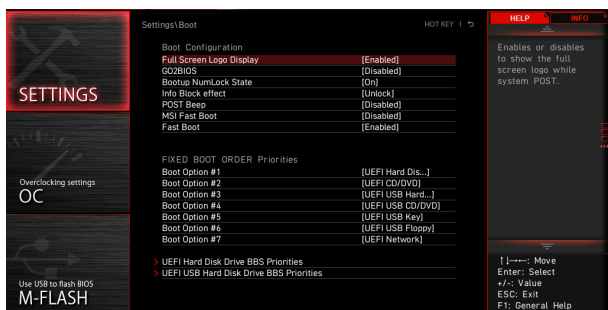 SETTINGS
Overclocking settings
OC
Use USB to flash BIOS
M-FLASH
Settings\Boot
HOT KEY |
Boot Configuration
Full Screen Logo Display [Enabled]
GO2BIOS [Disabled]
Bootup NumLock State [On]
Info Block effect [Unlock]
POST Beep [Disabled]
MSI Fast Boot [Disabled]
Fast Boot [Enabled]
FIXED BOOT ORDER Priorities
Boot Option #1 [UEFI Hard Dis...]
Boot Option #2 [UEFI CD/DVD]
Boot Option #3 [UEFI USB Hard...]
Boot Option #4 [UEFI USB CD/DVD]
Boot Option #5 [UEFI USB Key]
Boot Option #6 [UEFI USB Floppy]
Boot Option #7 [UEFI Network]
> UEFI Hard Disk Drive BBS Priorities
> UEFI USB Hard Disk Drive BBS Priorities
HELP INFO
Enables or disables
to show the full
screen logo while
system POST.
↑↓→←: Move
Enter: Select
+/-: Value
ESC: Exit
F1: General Help